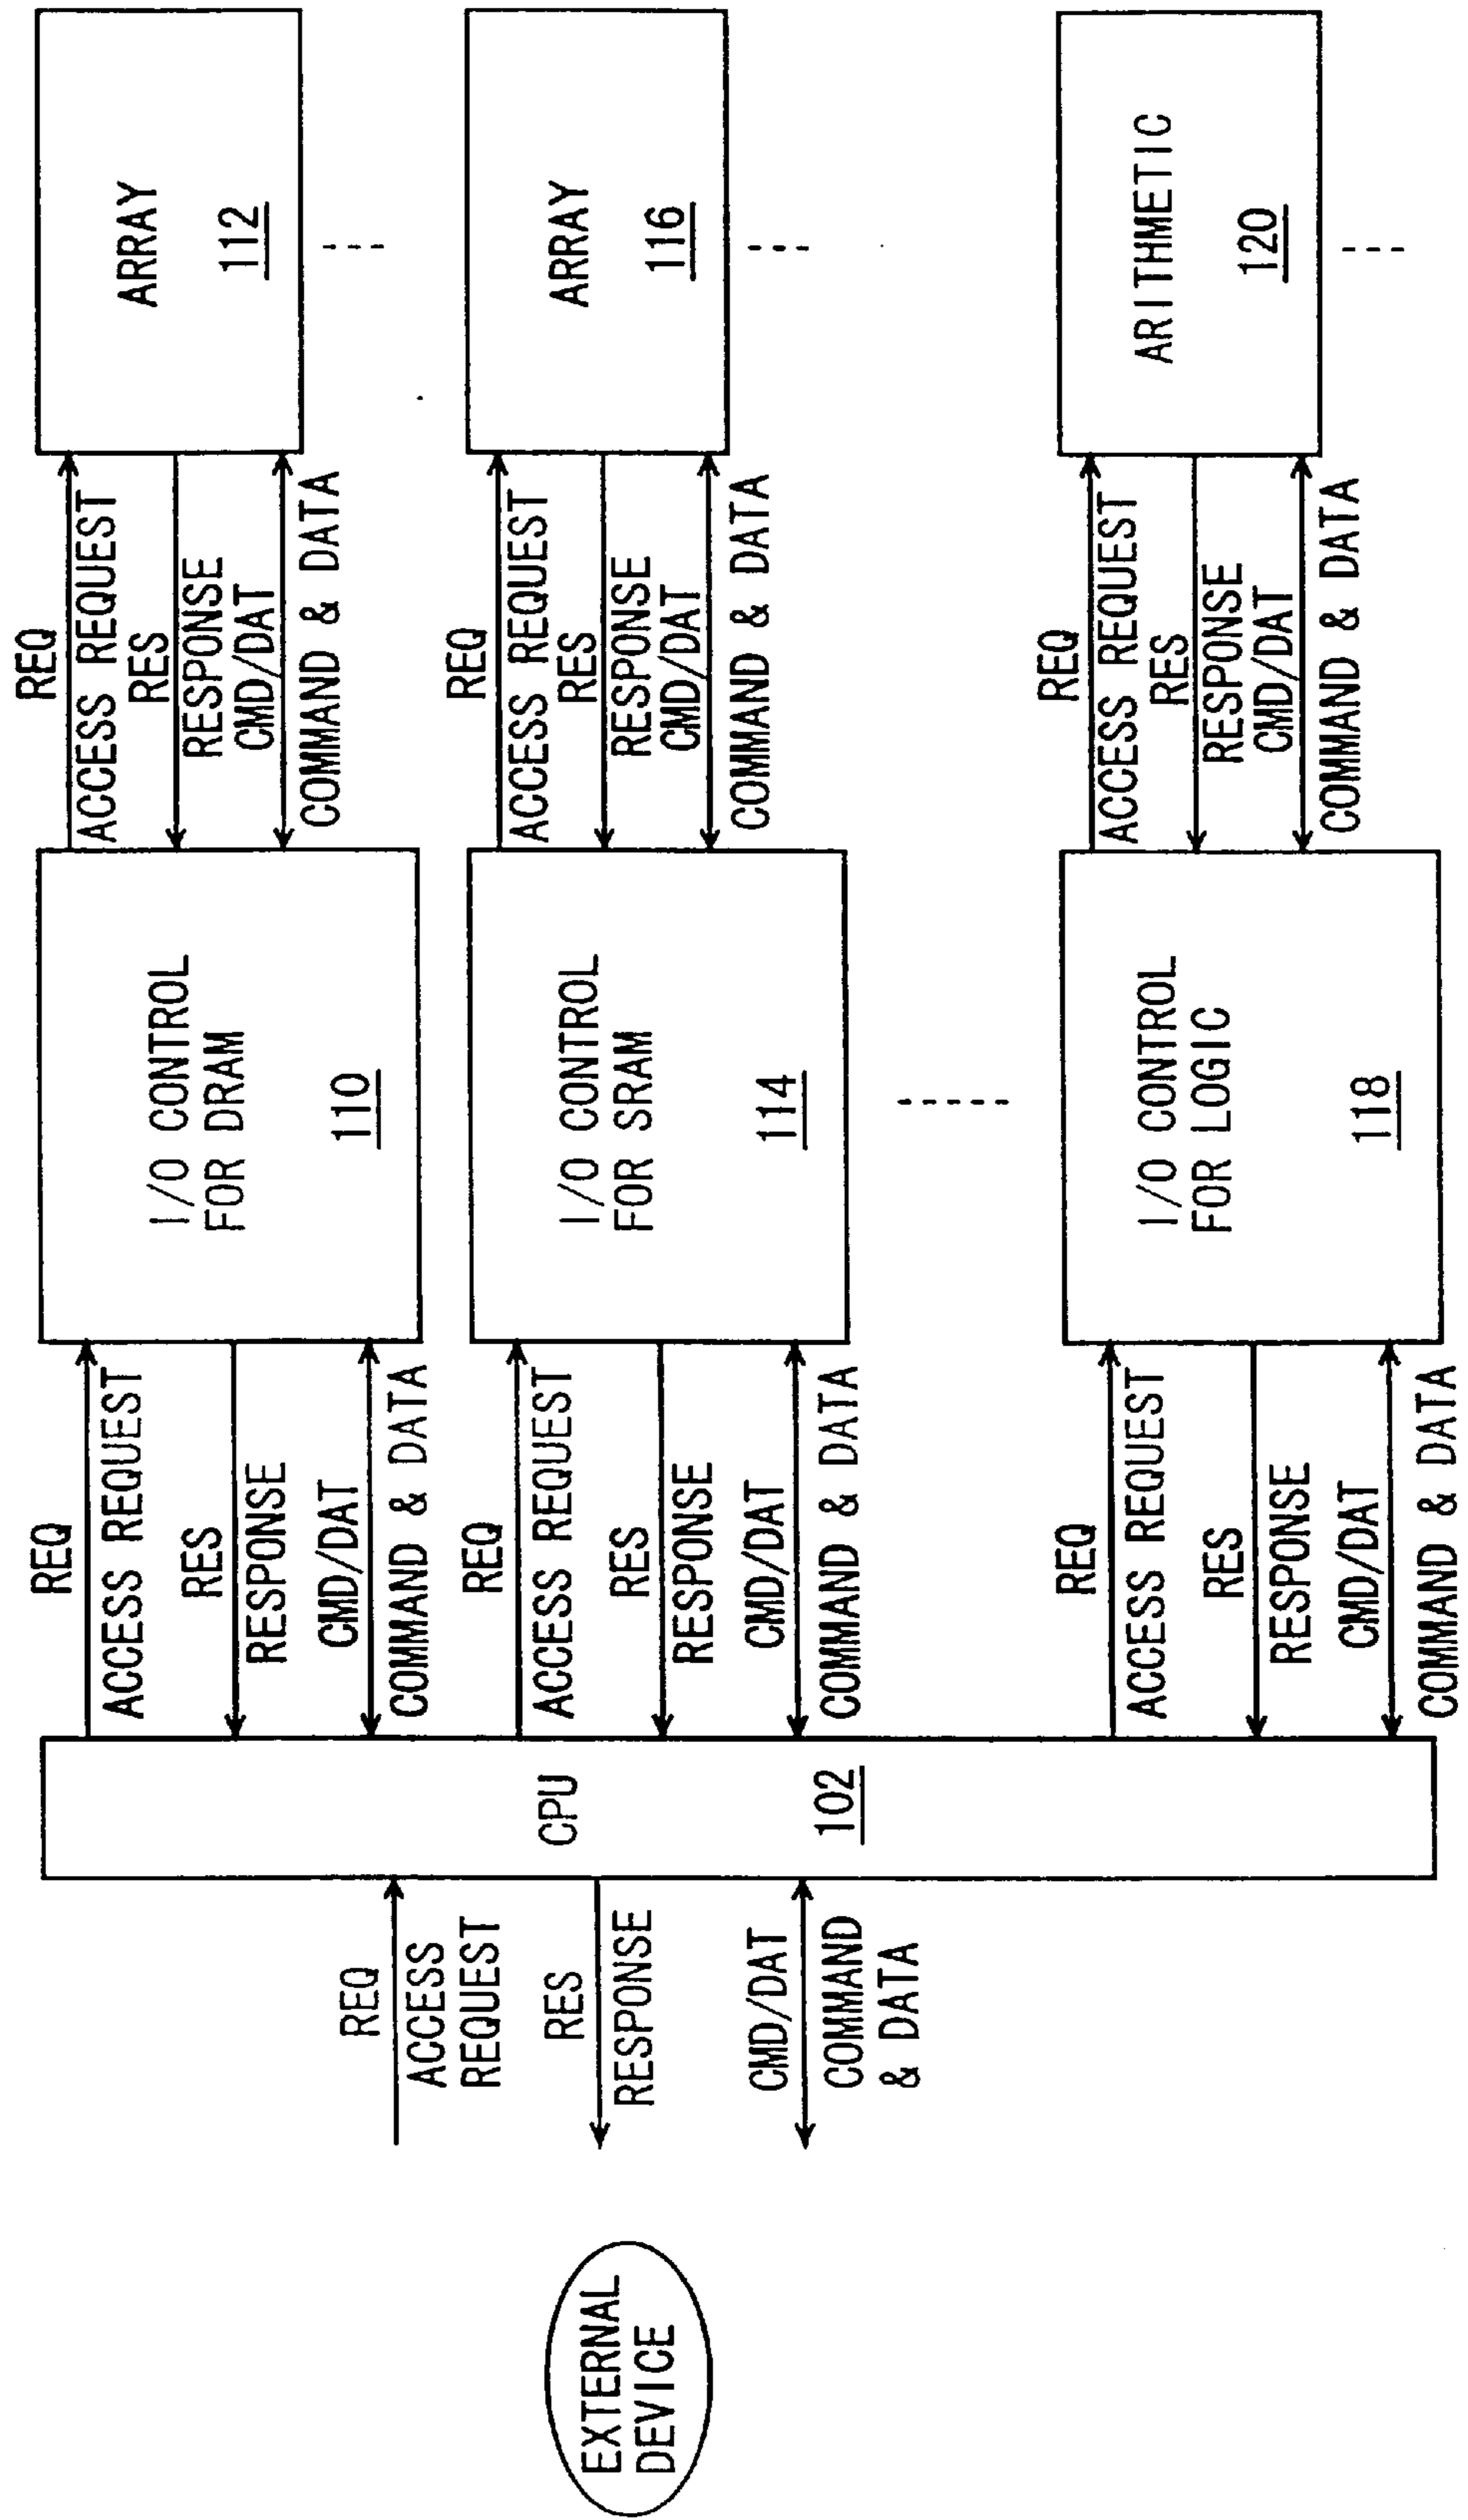 EXTERNAL
DEVICE
REQ
ACCESS
REQUEST
RES
RESPONSE
CMD/DAT
COMMAND
& DATA
CPU
102
REQ
ACCESS REQUEST
RES
RESPONSE
CMD/DAT
COMMAND & DATA
I/O CONTROL
FOR DRAM
110
REQ
ACCESS REQUEST
RES
RESPONSE
CMD/DAT
COMMAND & DATA
ARRAY
112
REQ
ACCESS REQUEST
RES
RESPONSE
CMD/DAT
COMMAND & DATA
I/O CONTROL
FOR SRAM
114
REQ
ACCESS REQUEST
RES
RESPONSE
CMD/DAT
COMMAND & DATA
ARRAY
116
REQ
ACCESS REQUEST
RES
RESPONSE
CMD/DAT
COMMAND & DATA
I/O CONTROL
FOR LOGIC
118
REQ
ACCESS REQUEST
RES
RESPONSE
CMD/DAT
COMMAND & DATA
ARITHMETIC
120